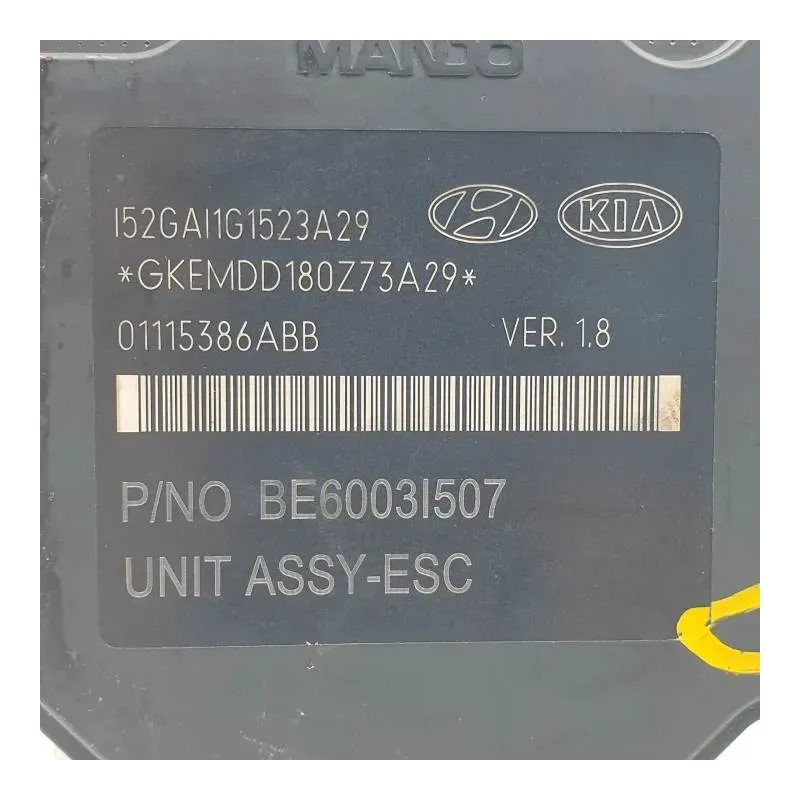 MANDO
I52GAI1G1523A29
KIA
*GKEMDD180Z73A29*
01115386ABB VER. 1.8
P/NO BE6003I507
UNIT ASSY-ESC